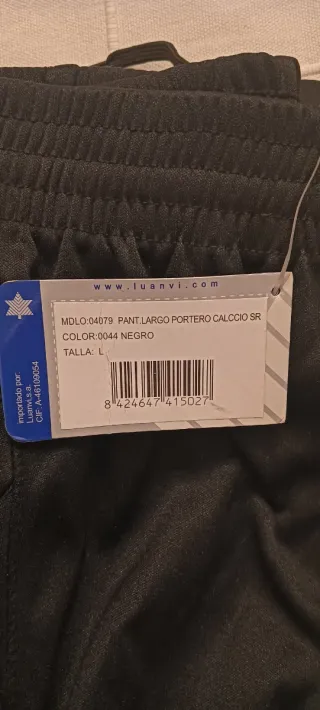 www.luanvi.com
MDLO:04079 PANT.LARGO PORTERO CALCCIO SR
COLOR:0044 NEGRO
TALLA: L
8 424647 415027
importado por:
Luanvi,s.a.
CIF: A-46109054